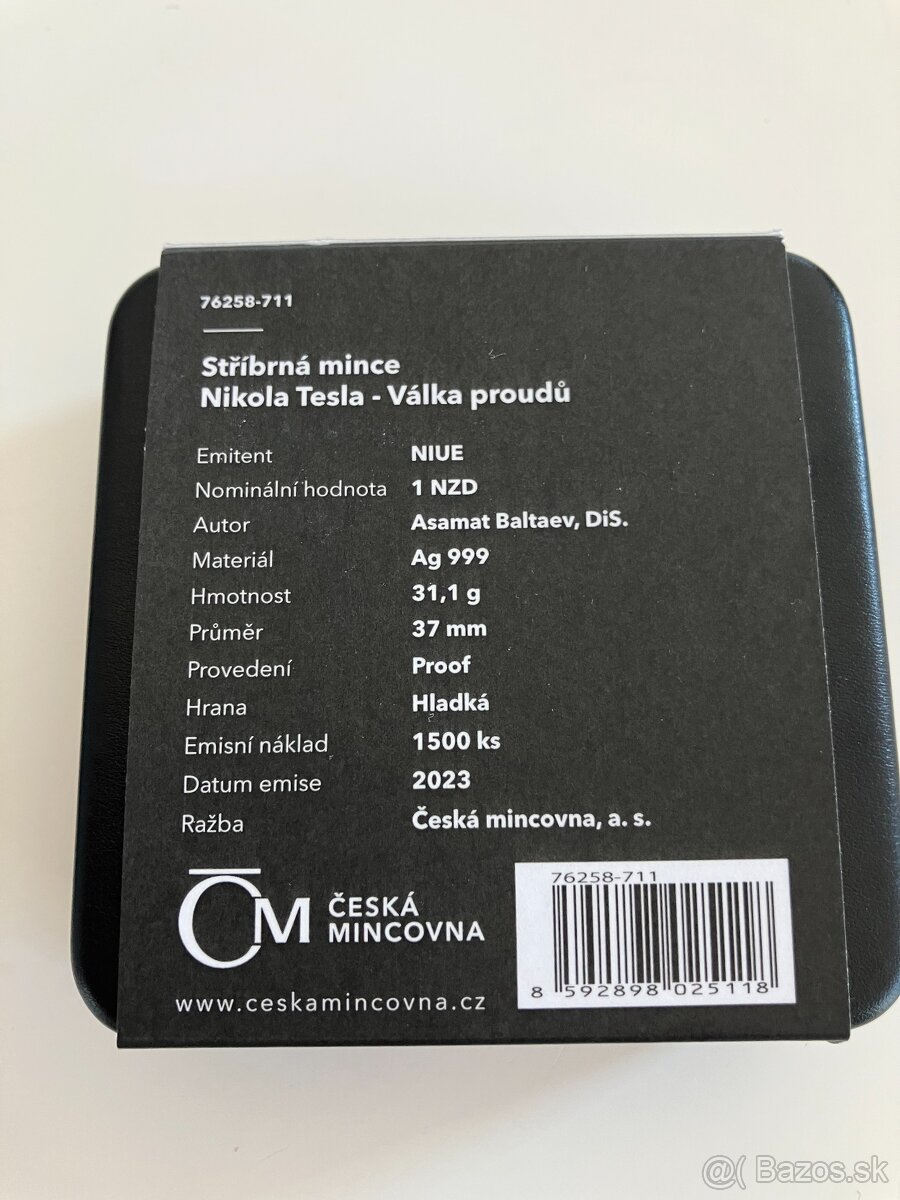 76258-711
Stříbrná mince
Nikola Tesla - Válka proudů
Emitent NIUE
Nominální hodnota 1 NZD
Autor Asamat Baltaev, DiS.
Materiál Ag 999
Hmotnost 31,1 g
Průměr 37 mm
Provedení Proof
Hrana Hladká
Emisní náklad 1500 ks
Datum emise 2023
Ražba Česká mincovna, a. s.
ČM ČESKÁ
MINCOVNA
www.ceskamincovna.cz
76258-711
8 592898 025118
@( Bazos.sk